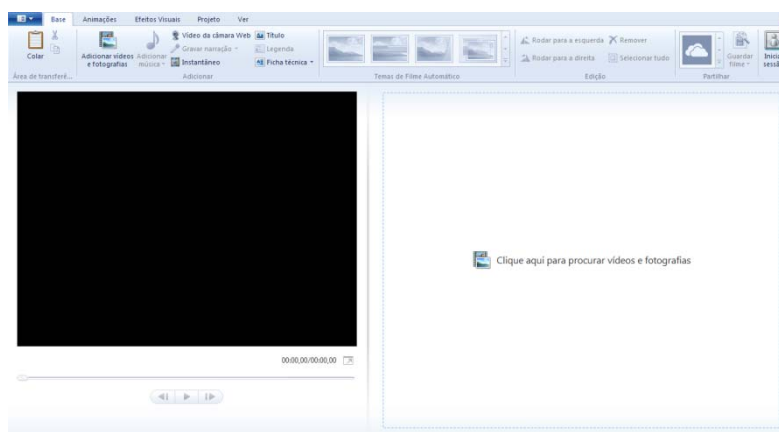 Base Animações Efeitos Visuais Projeto Ver
Colar
Área de transferê...
Adicionar vídeos e fotografias
Adicionar música
Vídeo da câmara Web
Gravar narração
Instantâneo
Título
Legenda
Ficha técnica
Adicionar
Temas de Filme Automático
Rodar para a esquerda
Rodar para a direita
Remover
Selecionar tudo
Edição
Partilhar
Guardar filme
Inicia
sessã
Clique aqui para procurar vídeos e fotografias
00:00,00/00:00,00